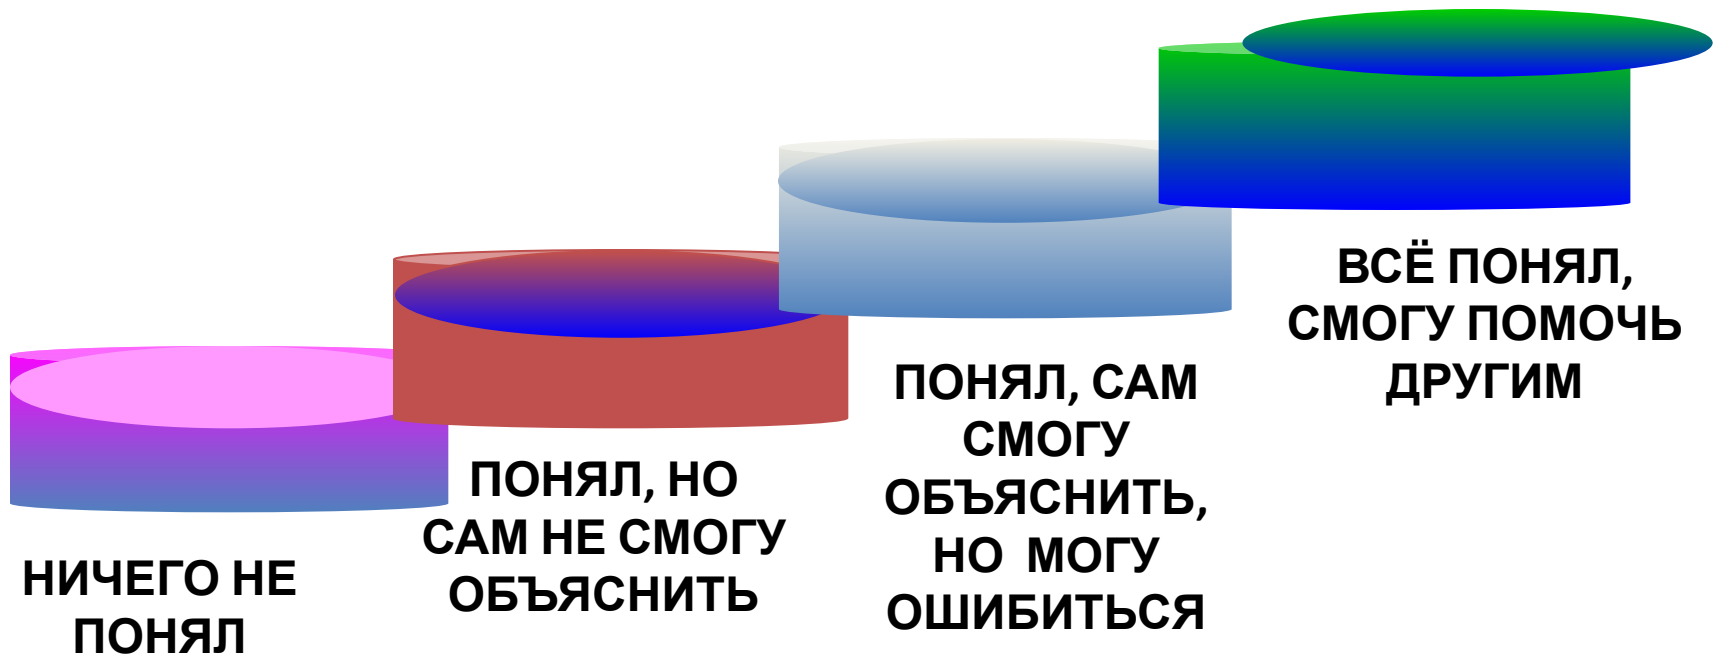 НИЧЕГО НЕ
ПОНЯЛ
ПОНЯЛ, НО
САМ НЕ СМОГУ
ОБЪЯСНИТЬ
ПОНЯЛ, САМ
СМОГУ
ОБЪЯСНИТЬ,
НО МОГУ
ОШИБИТЬСЯ
ВСЁ ПОНЯЛ,
СМОГУ ПОМОЧЬ
ДРУГИМ